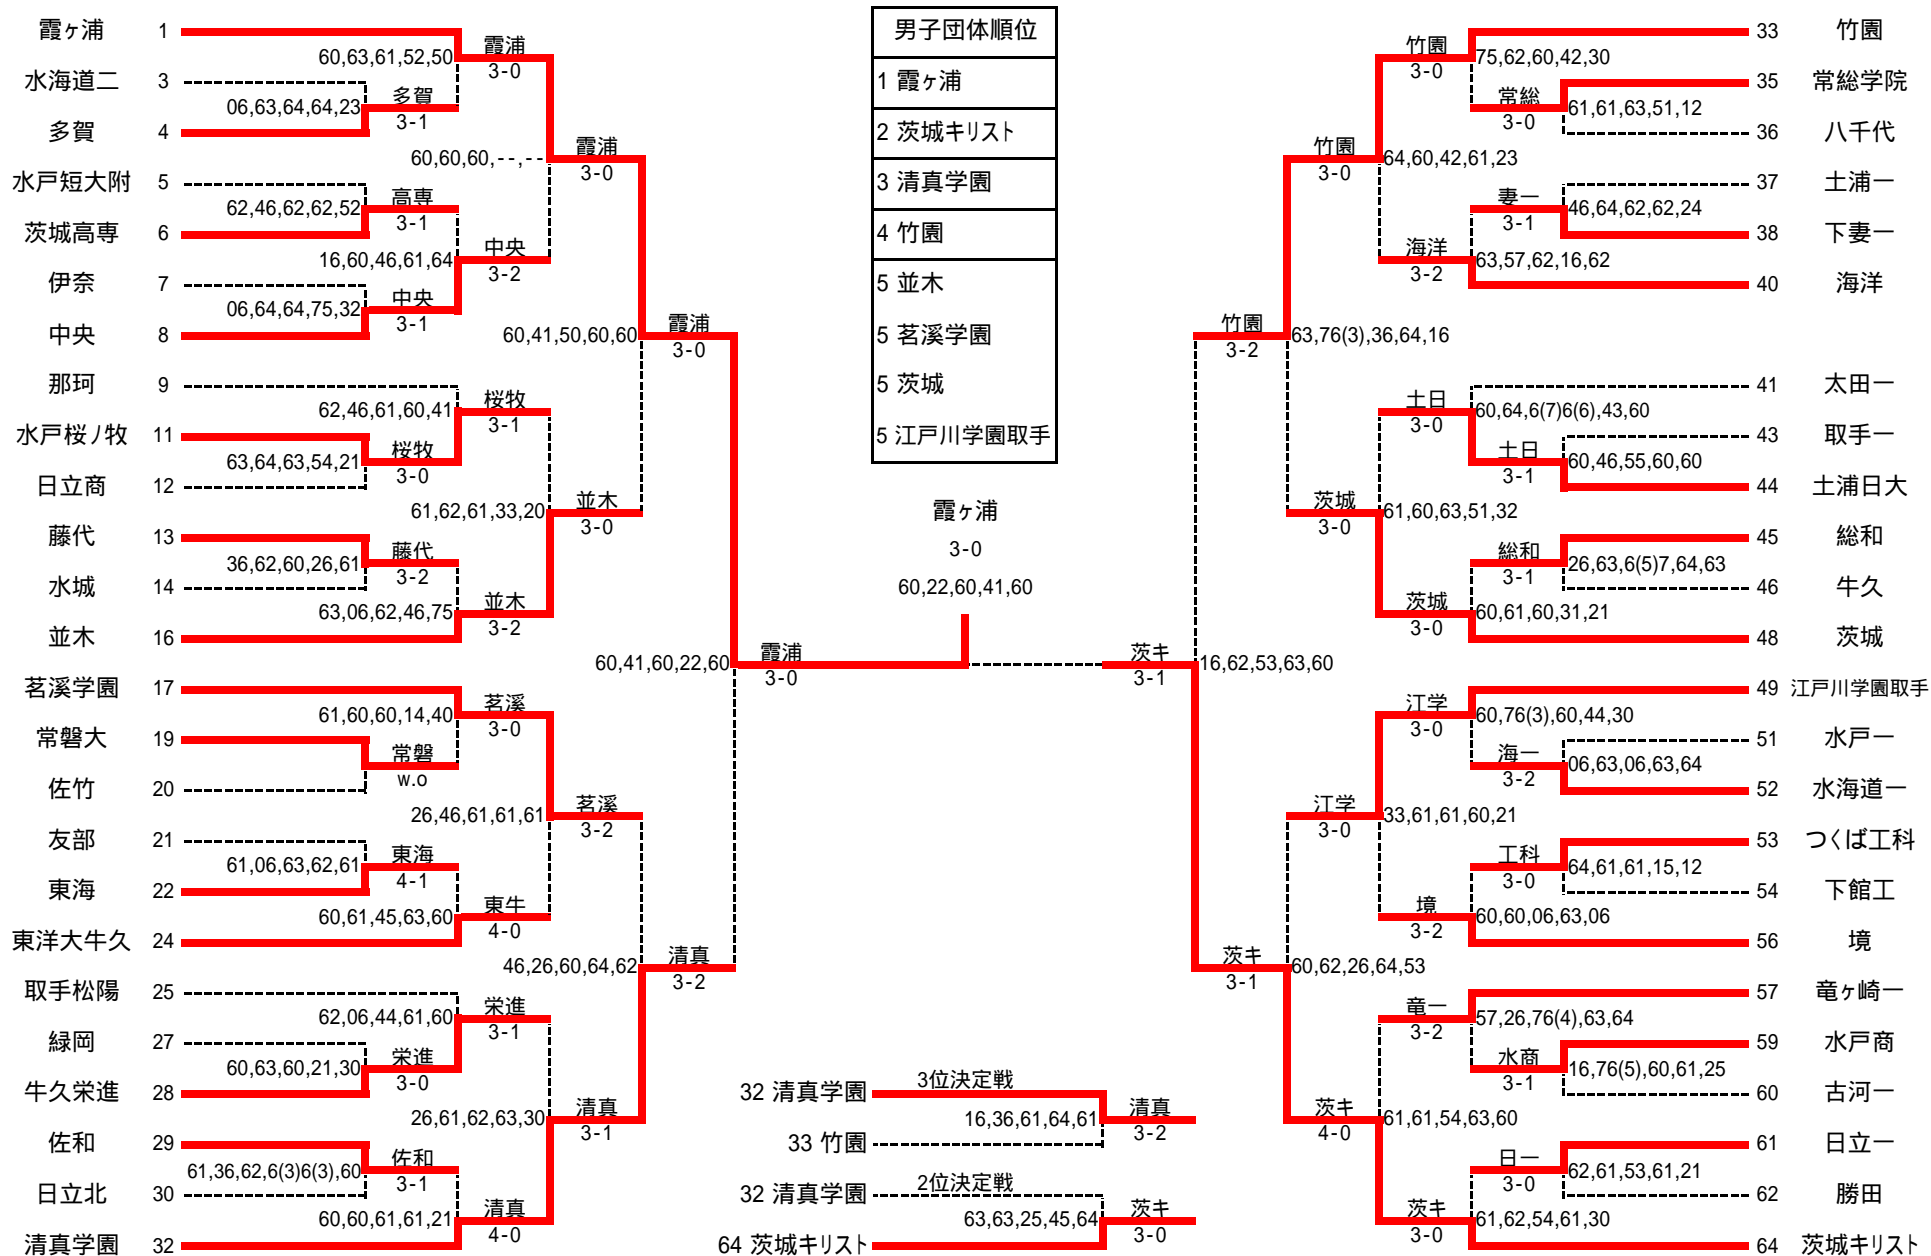 霞ヶ浦 1
60,63,61,52,50
霞浦
3-0
水海道二 3
06,63,64,64,23
多賀
3-1
多賀 4
60,60,60,--,--
霞浦
3-0
水戸短大附 5
62,46,62,62,52
高専
3-1
茨城高専 6
16,60,46,61,64
中央
3-2
伊奈 7
06,64,64,75,32
中央
3-1
中央 8
60,41,50,60,60
霞浦
3-0
那珂 9
62,46,61,60,41
桜牧
3-1
水戸桜ノ牧 11
63,64,63,54,21
桜牧
3-0
日立商 12
61,62,61,33,20
並木
3-0
藤代 13
36,62,60,26,61
藤代
3-2
水城 14
63,06,62,46,75
並木
3-2
並木 16
60,41,60,22,60
霞浦
3-0
茗溪学園 17
61,60,60,14,40
茗溪
3-0
常磐大 19
常磐
w.o
佐竹 20
26,46,61,61,61
茗溪
3-2
友部 21
61,06,63,62,61
東海
4-1
東海 22
60,61,45,63,60
東牛
4-0
東洋大牛久 24
46,26,60,64,62
清真
3-2
取手松陽 25
62,06,44,61,60
栄進
3-1
緑岡 27
60,63,60,21,30
栄進
3-0
牛久栄進 28
26,61,62,63,30
清真
3-1
佐和 29
61,36,62,6(3)6(3),60
佐和
3-1
日立北 30
60,60,61,61,21
清真
4-0
清真学園 32
男子団体順位
1 霞ヶ浦
2 茨城キリスト
3 清真学園
4 竹園
5 並木
5 茗溪学園
5 茨城
5 江戸川学園取手
霞ヶ浦
3-0
60,22,60,41,60
3位決定戦
32 清真学園
16,36,61,64,61
清真
3-2
33 竹園
2位決定戦
32 清真学園
63,63,25,45,64
茨キ
3-0
64 茨城キリスト
33 竹園
竹園
3-0
75,62,60,42,30
35 常総学院
常総
3-0
61,61,63,51,12
36 八千代
竹園
3-0
64,60,42,61,23
37 土浦一
妻一
3-1
46,64,62,62,24
38 下妻一
海洋
3-2
63,57,62,16,62
40 海洋
竹園
3-2
63,76(3),36,64,16
41 太田一
土日
3-0
60,64,6(7)6(6),43,60
43 取手一
土日
3-1
60,46,55,60,60
44 土浦日大
茨城
3-0
61,60,63,51,32
45 総和
総和
3-1
26,63,6(5)7,64,63
46 牛久
茨城
3-0
60,61,60,31,21
48 茨城
茨キ
3-1
16,62,53,63,60
49 江戸川学園取手
江学
3-0
60,76(3),60,44,30
51 水戸一
海一
3-2
06,63,06,63,64
52 水海道一
江学
3-0
33,61,61,60,21
53 つくば工科
工科
3-0
64,61,61,15,12
54 下館工
境
3-2
60,60,06,63,06
56 境
茨キ
3-1
60,62,26,64,53
57 竜ヶ崎一
竜一
3-2
57,26,76(4),63,64
59 水戸商
水商
3-1
16,76(5),60,61,25
60 古河一
茨キ
4-0
61,61,54,63,60
61 日立一
日一
3-0
62,61,53,61,21
62 勝田
茨キ
3-0
61,62,54,61,30
64 茨城キリスト